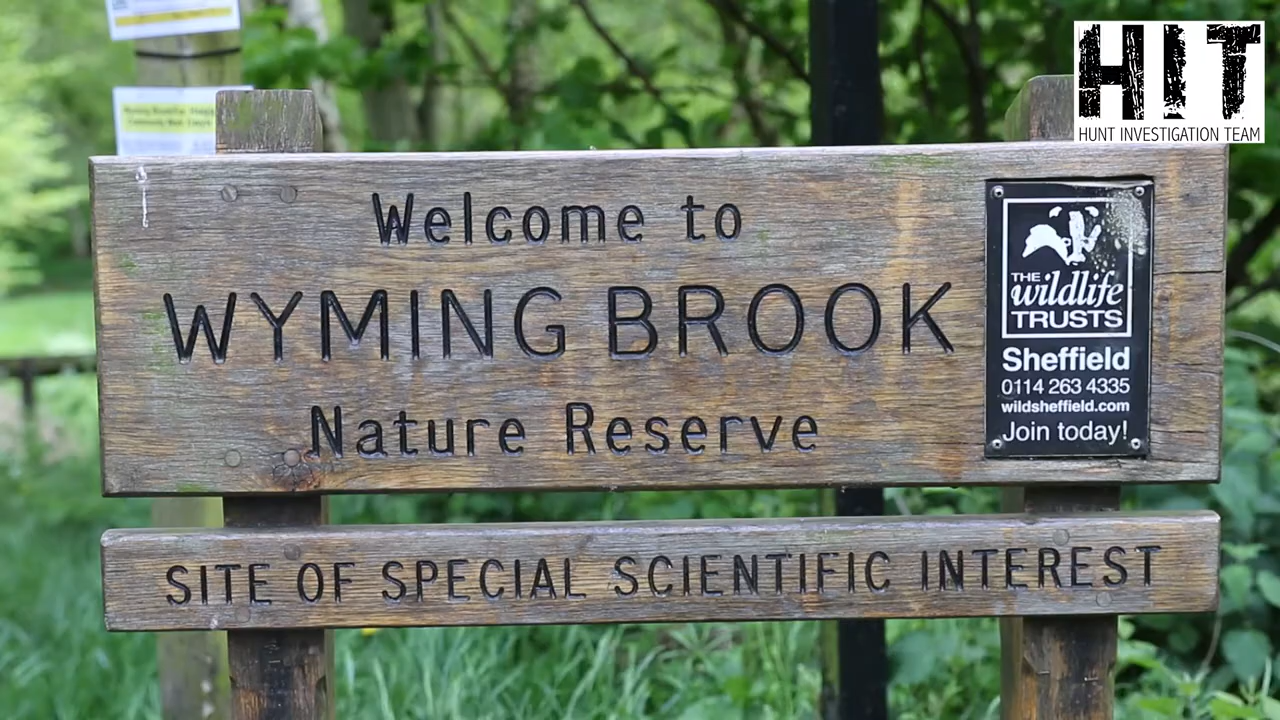 HIT
HUNT INVESTIGATION TEAM
Welcome to
WYMING BROOK
Nature Reserve
THE
wildlife
TRUSTS
Sheffield
0114 263 4335
wildsheffield.com
Join today!
SITE OF SPECIAL SCIENTIFIC INTEREST